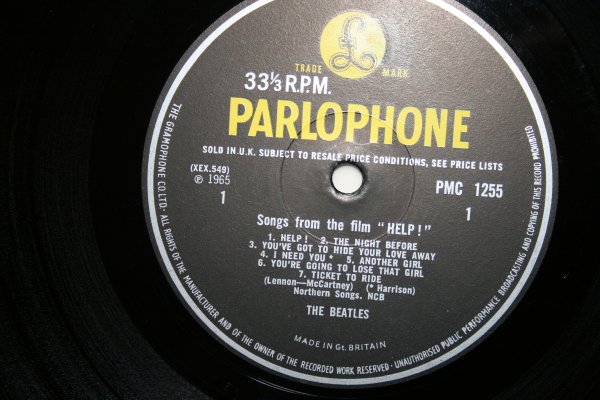 £
TRADE MARK
33⅓ R.P.M.
PARLOPHONE
SOLD IN U.K. SUBJECT TO RESALE PRICE CONDITIONS, SEE PRICE LISTS
(XEX.549)
℗ 1965
1
PMC 1255
1
Songs from the film "HELP!"
1. HELP! 2. THE NIGHT BEFORE
3. YOU'VE GOT TO HIDE YOUR LOVE AWAY
4. I NEED YOU* 5. ANOTHER GIRL
6. YOU'RE GOING TO LOSE THAT GIRL
7. TICKET TO RIDE
(Lennon—McCartney) (* Harrison)
Northern Songs. NCB
THE BEATLES
MADE IN Gt. BRITAIN
THE GRAMOPHONE CO LTD · ALL RIGHTS OF THE MANUFACTURER AND OF THE OWNER OF THE RECORDED WORK RESERVED · UNAUTHORISED PUBLIC PERFORMANCE BROADCASTING AND COPYING OF THIS RECORD PROHIBITED